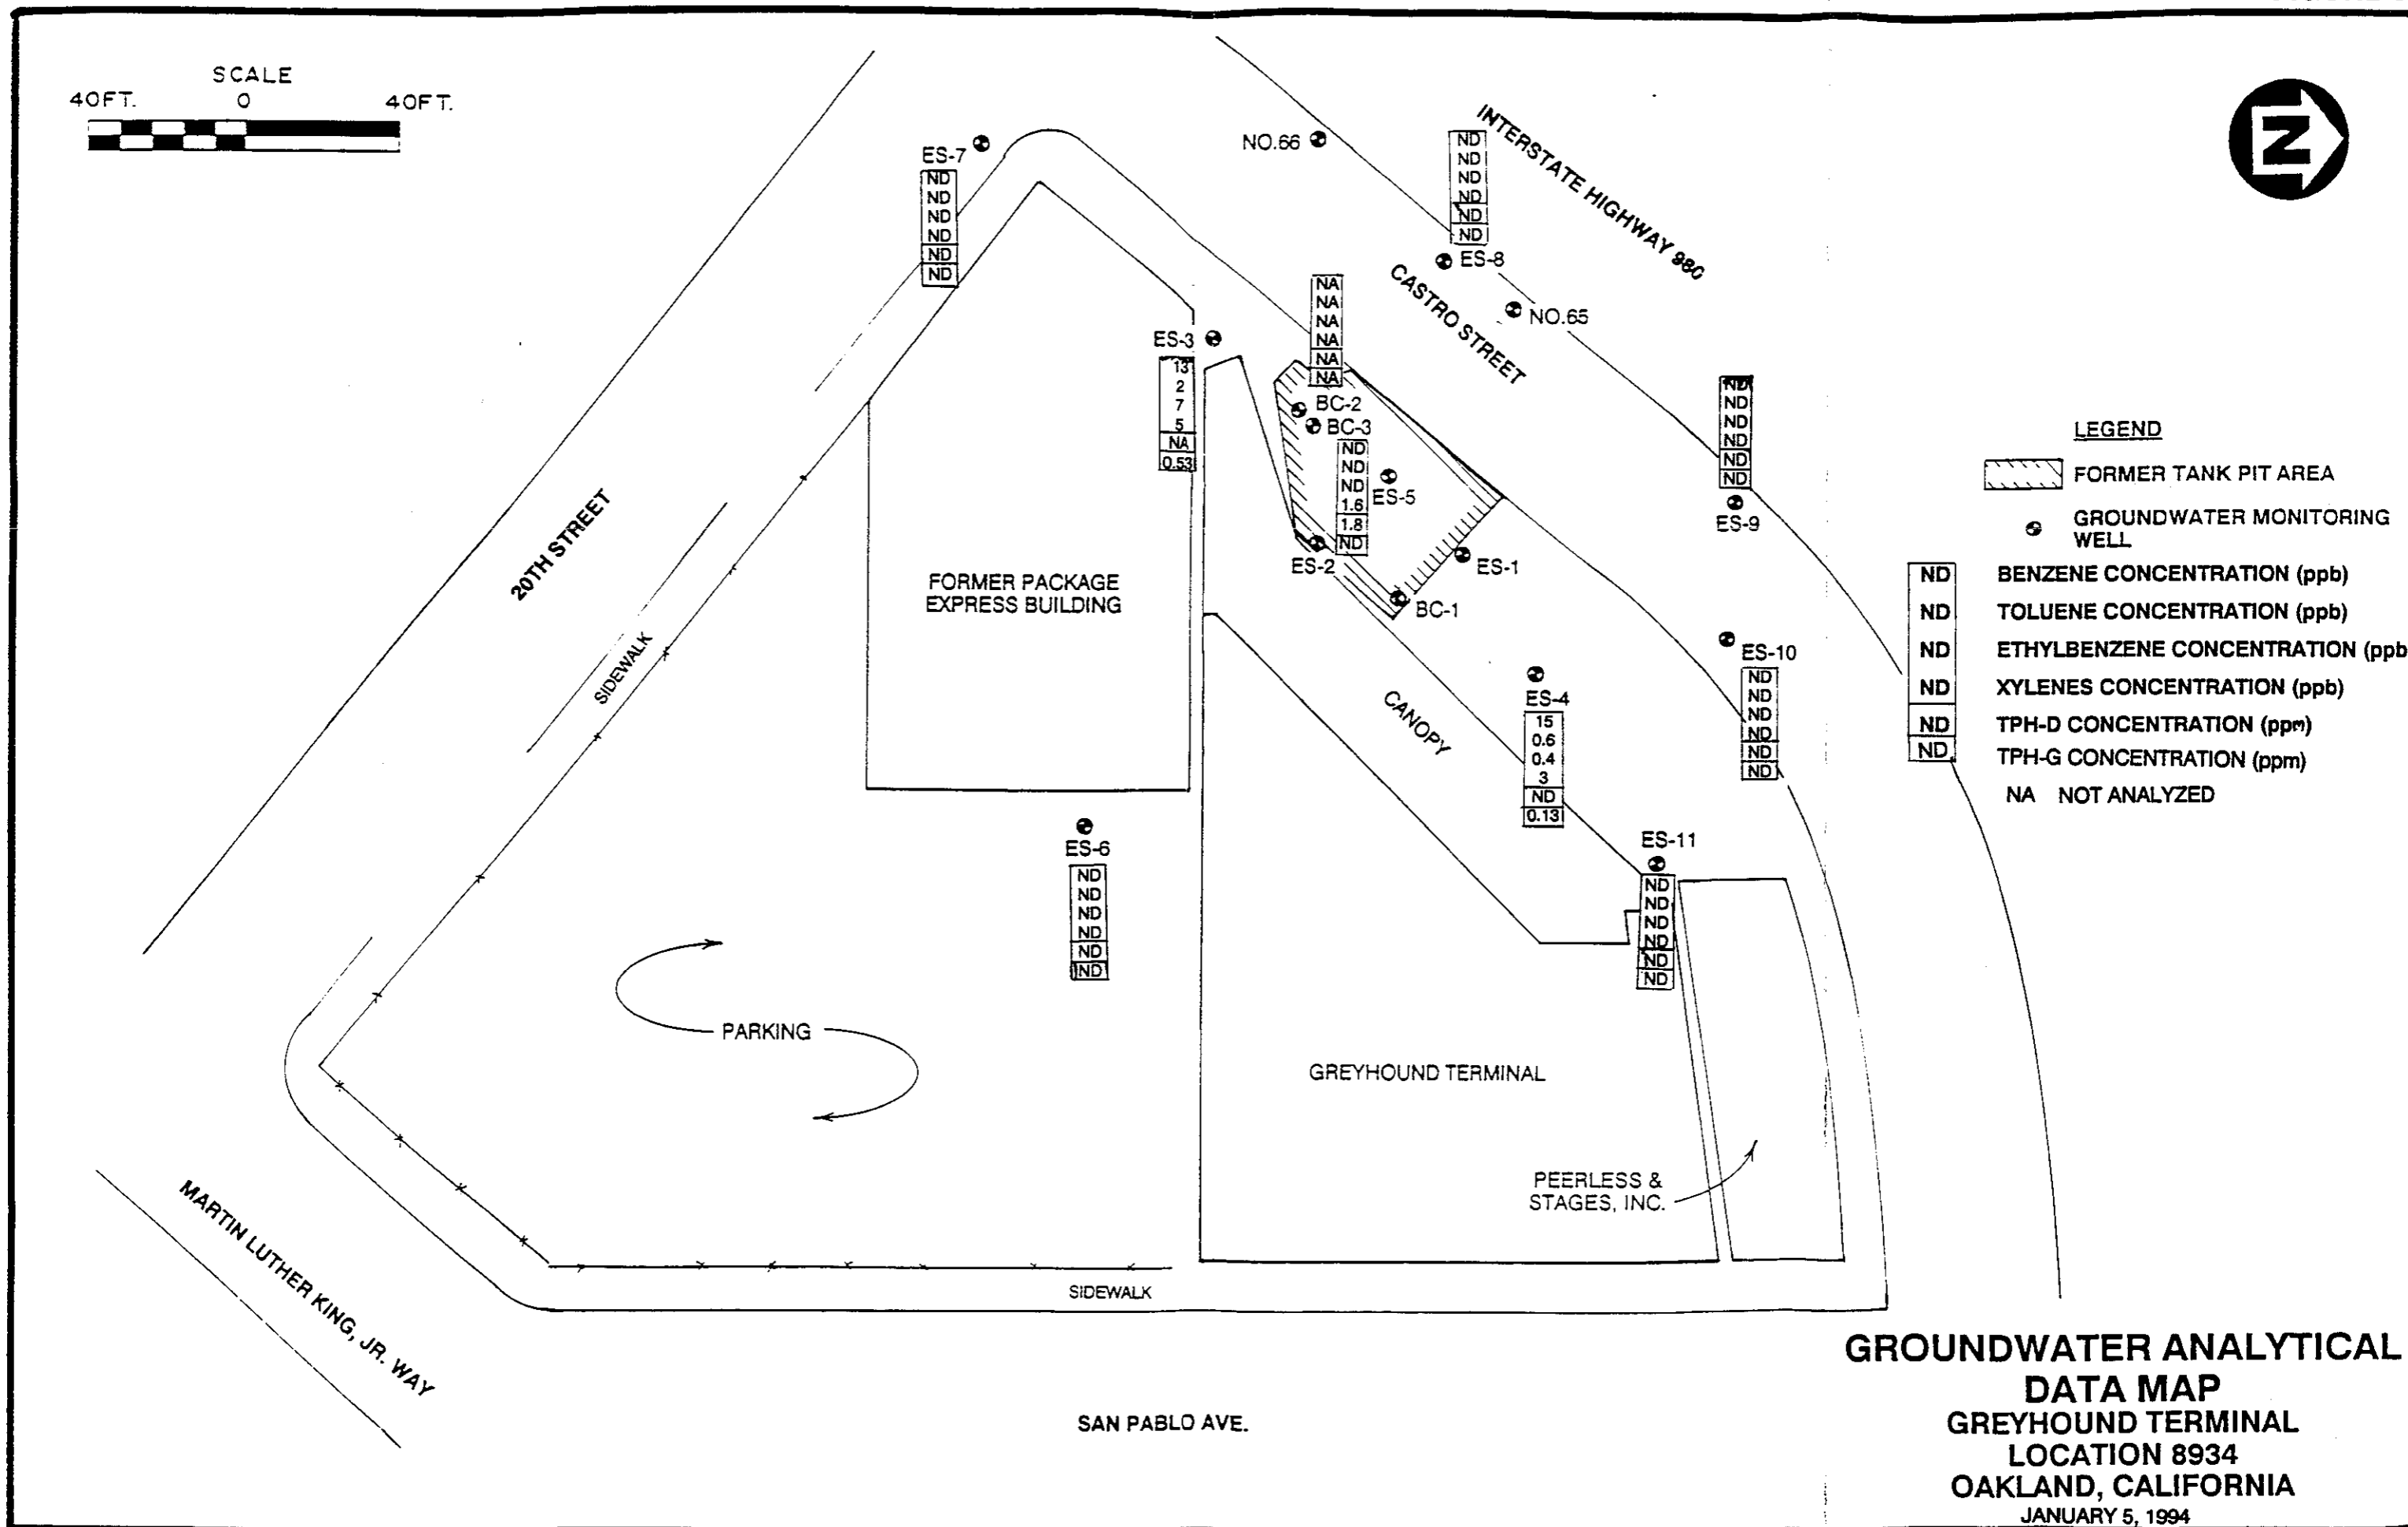 SCALE
40FT. 0 40FT.
N
NO.66
INTERSTATE HIGHWAY 980
ND
ND
ND
ND
ND
ND
ES-8
NO.65
CASTRO STREET
ES-7
ND
ND
ND
ND
ND
ND
ES-3
13
2
7
5
NA
0.53
NA
NA
NA
NA
NA
NA
BC-2
BC-3
ND
ND
ND
1.6
1.8
ND
ES-5
ES-2
ES-1
BC-1
ND
ND
ND
ND
ND
ND
ES-9
20TH STREET
SIDEWALK
FORMER PACKAGE
EXPRESS BUILDING
CANOPY
ES-4
15
0.6
0.4
3
ND
0.13
ES-10
ND
ND
ND
ND
ND
ND
ES-6
ND
ND
ND
ND
ND
ND
ES-11
ND
ND
ND
ND
ND
ND
PARKING
GREYHOUND TERMINAL
PEERLESS &
STAGES, INC.
SIDEWALK
MARTIN LUTHER KING, JR. WAY
SAN PABLO AVE.
LEGEND
FORMER TANK PIT AREA
GROUNDWATER MONITORING
WELL
ND BENZENE CONCENTRATION (ppb)
ND TOLUENE CONCENTRATION (ppb)
ND ETHYLBENZENE CONCENTRATION (ppb
ND XYLENES CONCENTRATION (ppb)
ND TPH-D CONCENTRATION (ppm)
ND TPH-G CONCENTRATION (ppm)
NA NOT ANALYZED
GROUNDWATER ANALYTICAL
DATA MAP
GREYHOUND TERMINAL
LOCATION 8934
OAKLAND, CALIFORNIA
JANUARY 5, 1994